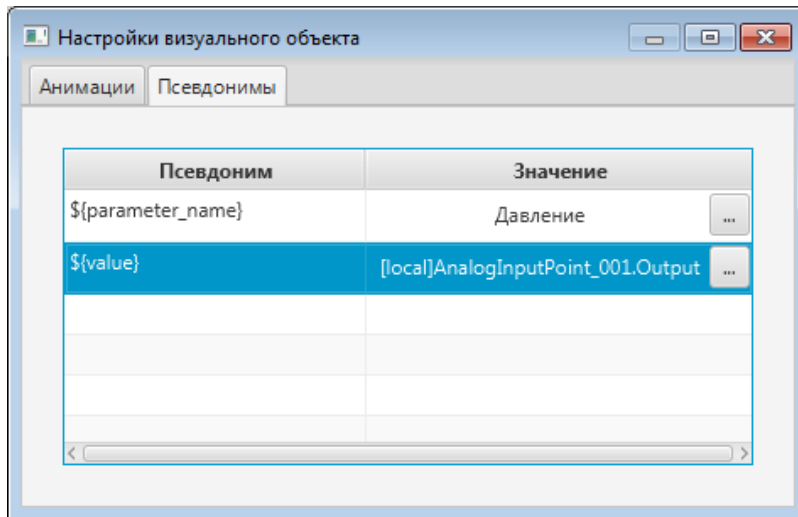 Настройки визуального объекта
Анимации Псевдонимы
Псевдоним Значение
${parameter_name} Давление ...
${value} [local]AnalogInputPoint_001.Output ...